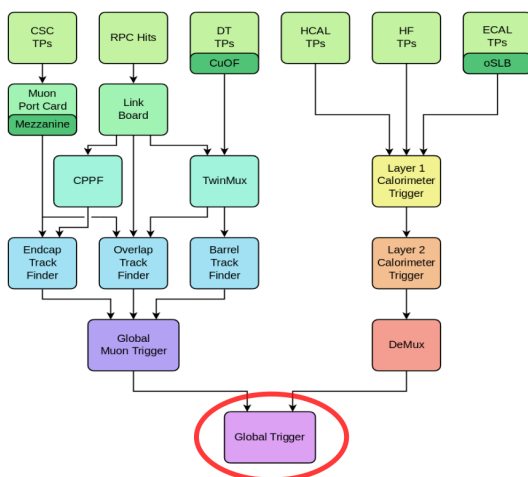 CSC
TPs
RPC Hits
DT
TPs
CuOF
HCAL
TPs
HF
TPs
ECAL
TPs
oSLB
Muon
Port Card
Mezzanine
Link
Board
CPPF
TwinMux
Layer 1
Calorimeter
Trigger
Endcap
Track
Finder
Overlap
Track
Finder
Barrel
Track
Finder
Layer 2
Calorimeter
Trigger
Global
Muon Trigger
DeMux
Global Trigger